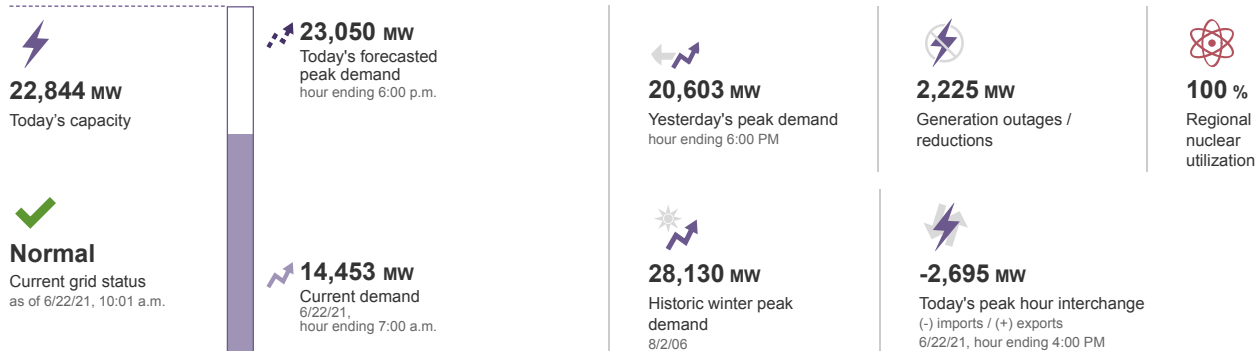 22,844 MW
Today's capacity
Normal
Current grid status
as of 6/22/21, 10:01 a.m.
23,050 MW
Today's forecasted
peak demand
hour ending 6:00 p.m.
14,453 MW
Current demand
6/22/21,
hour ending 7:00 a.m.
20,603 MW
Yesterday's peak demand
hour ending 6:00 PM
2,225 MW
Generation outages /
reductions
100 %
Regional
nuclear
utilization
28,130 MW
Historic winter peak
demand
8/2/06
-2,695 MW
Today's peak hour interchange
(-) imports / (+) exports
6/22/21, hour ending 4:00 PM